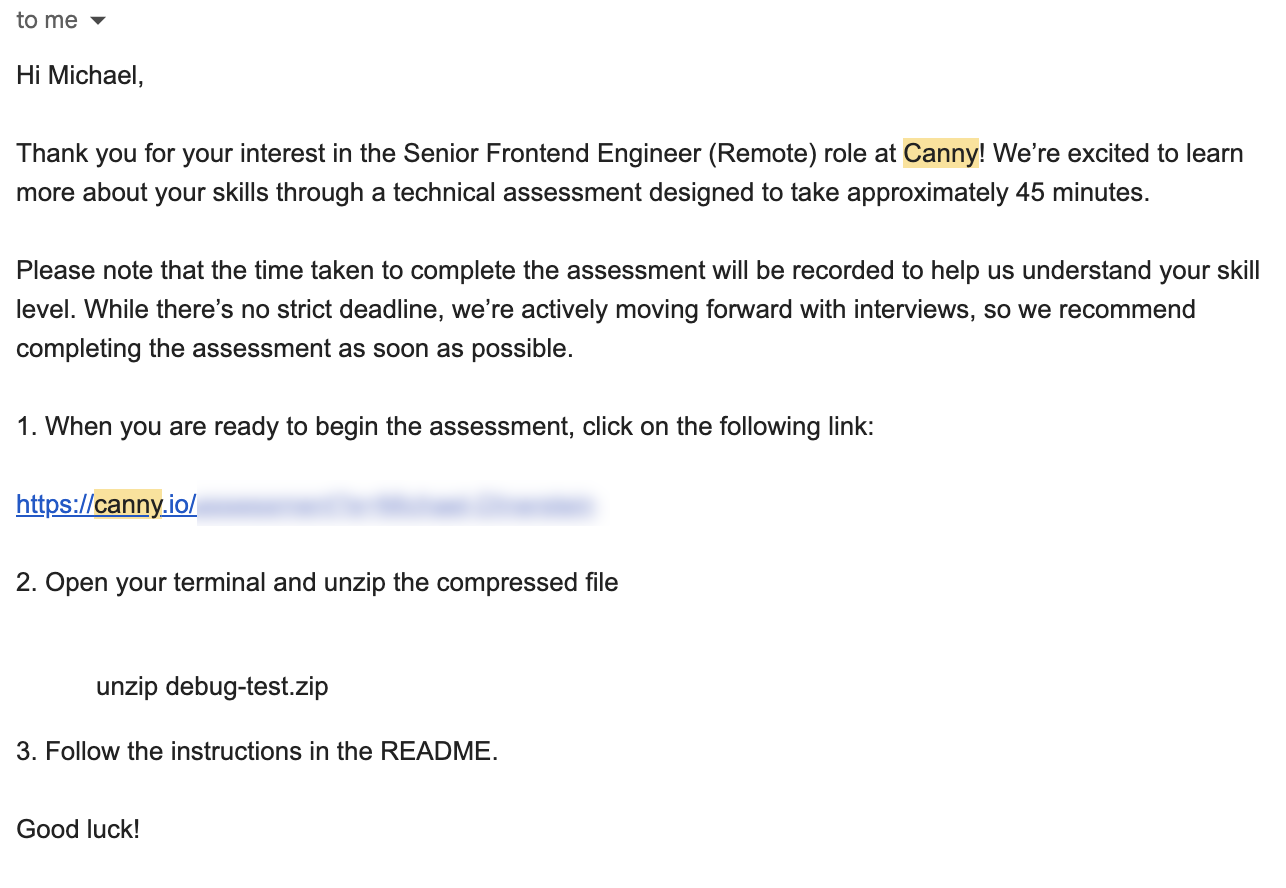 to me
Hi Michael,
Thank you for your interest in the Senior Frontend Engineer (Remote) role at Canny! We’re excited to learn
more about your skills through a technical assessment designed to take approximately 45 minutes.
Please note that the time taken to complete the assessment will be recorded to help us understand your skill
level. While there’s no strict deadline, we’re actively moving forward with interviews, so we recommend
completing the assessment as soon as possible.
1. When you are ready to begin the assessment, click on the following link:
https://canny.io/
2. Open your terminal and unzip the compressed file
unzip debug-test.zip
3. Follow the instructions in the README.
Good luck!